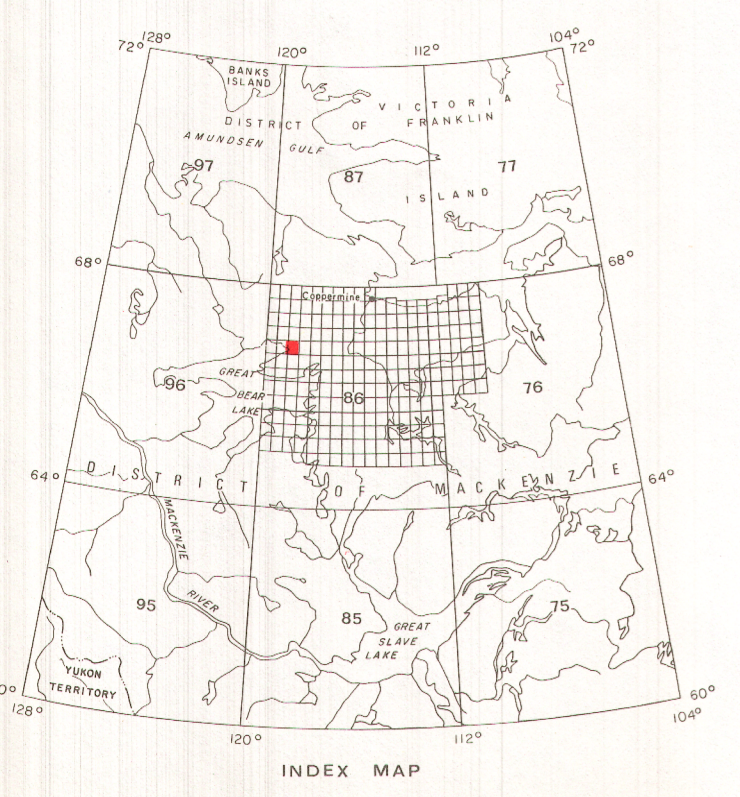 128° 120° 112° 104°
72° 72°
BANKS
ISLAND
VICTORIA
DISTRICT OF FRANKLIN
AMUNDSEN GULF
97 87 77
ISLAND
68° 68°
Coppermine
GREAT
96 86 76
BEAR
LAKE
64° DISTRICT OF MACKENZIE 64°
MACKENZIE
RIVER
95 85 75
GREAT
SLAVE
LAKE
YUKON
TERRITORY
0° 60°
128° 120° 112° 104°
INDEX MAP